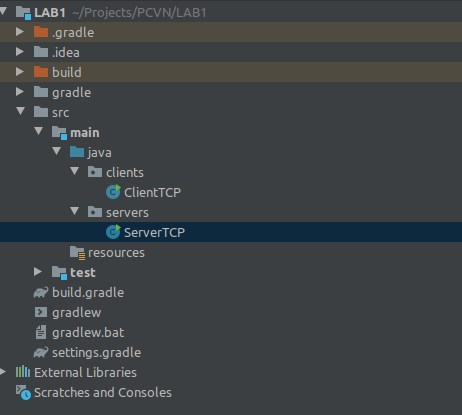 LAB1 ~/Projects/PCVN/LAB1
.gradle
.idea
build
gradle
src
main
java
clients
ClientTCP
servers
ServerTCP
resources
test
build.gradle
gradlew
gradlew.bat
settings.gradle
External Libraries
Scratches and Consoles